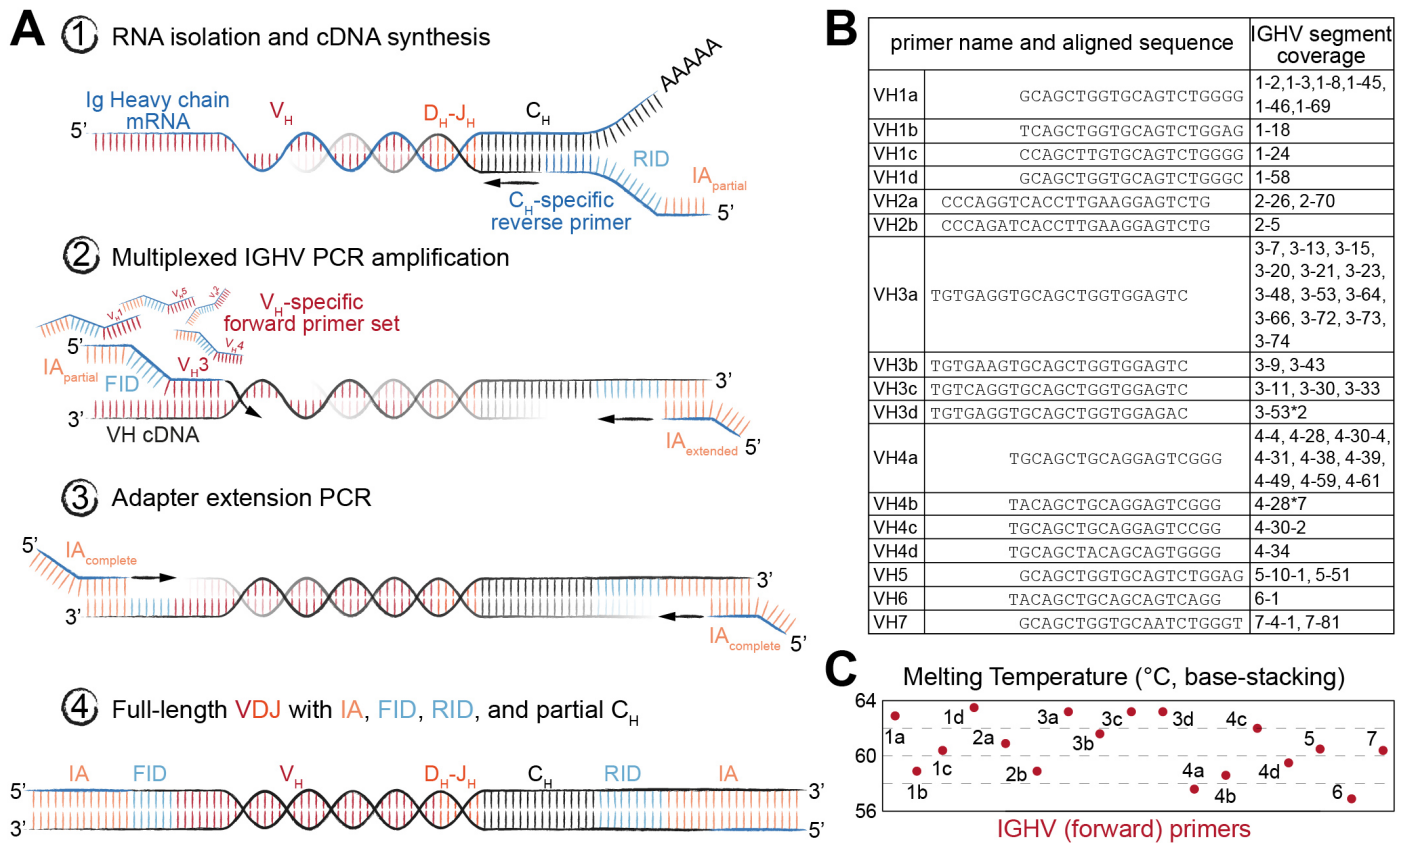 A
1 RNA isolation and cDNA synthesis
AAAAA
Ig Heavy chain
mRNA
VH
DH-JH
CH
5’
RID
IApartial
5’
CH-specific
reverse primer
2 Multiplexed IGHV PCR amplification
VH5
VH2
VH1
VH4
VH-specific
forward primer set
5’
IApartial
FID
VH3
3’
3’
VH cDNA
IAextended
5’
3 Adapter extension PCR
5’
IAcomplete
3’
3’
IAcomplete
5’
4 Full-length VDJ with IA, FID, RID, and partial CH
IA FID VH DH-JH CH RID IA
5’ 3’
3’ 5’
B
primer name and aligned sequence IGHV segment
coverage
VH1a GCAGCTGGTGCAGTCTGGGG 1-2,1-3,1-8,1-45,
1-46,1-69
VH1b TCAGCTGGTGCAGTCTGGAG 1-18
VH1c CCAGCTTGTGCAGTCTGGGG 1-24
VH1d GCAGCTGGTGCAGTCTGGGC 1-58
VH2a CCCAGGTCACCTTGAAGGAGTCTG 2-26, 2-70
VH2b CCCAGATCACCTTGAAGGAGTCTG 2-5
VH3a TGTGAGGTGCAGCTGGTGGAGTC 3-7, 3-13, 3-15,
3-20, 3-21, 3-23,
3-48, 3-53, 3-64,
3-66, 3-72, 3-73,
3-74
VH3b TGTGAAGTGCAGCTGGTGGAGTC 3-9, 3-43
VH3c TGTCAGGTGCAGCTGGTGGAGTC 3-11, 3-30, 3-33
VH3d TGTGAGGTGCAGCTGGTGGAGAC 3-53*2
VH4a TGCAGCTGCAGGAGTCGGG 4-4, 4-28, 4-30-4,
4-31, 4-38, 4-39,
4-49, 4-59, 4-61
VH4b TACAGCTGCAGGAGTCGGG 4-28*7
VH4c TGCAGCTGCAGGAGTCCGG 4-30-2
VH4d TGCAGCTACAGCAGTGGGG 4-34
VH5 GCAGCTGGTGCAGTCTGGAG 5-10-1, 5-51
VH6 TACAGCTGCAGCAGTCAGG 6-1
VH7 GCAGCTGGTGCAATCTGGGT 7-4-1, 7-81
C
Melting Temperature (°C, base-stacking)
64
60
56
1a
1b
1c
1d
2a
2b
3a
3b
3c
3d
4a
4b
4c
4d
5
6
7
IGHV (forward) primers